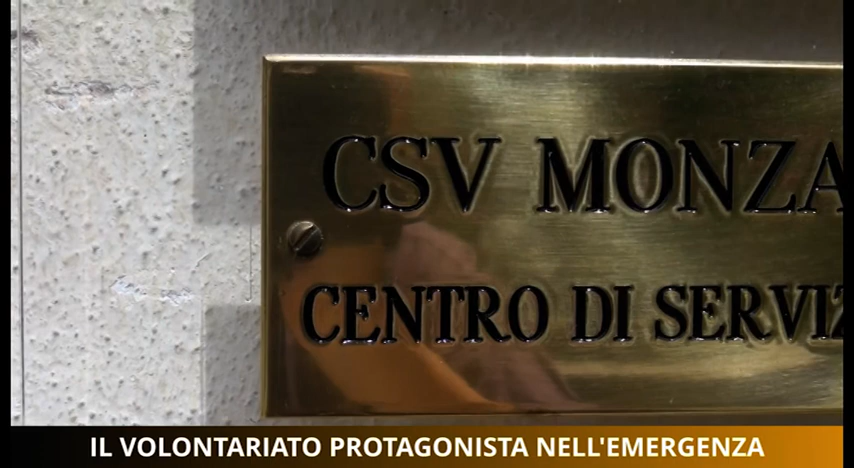 CSV MONZA
CENTRO DI SERVIZ
IL VOLONTARIATO PROTAGONISTA NELL'EMERGENZA